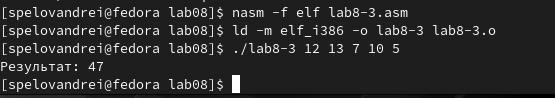 [spelovandrei@fedora lab08]$ nasm -f elf lab8-3.asm
[spelovandrei@fedora lab08]$ ld -m elf_i386 -o lab8-3 lab8-3.o
[spelovandrei@fedora lab08]$ ./lab8-3 12 13 7 10 5
Результат: 47
[spelovandrei@fedora lab08]$